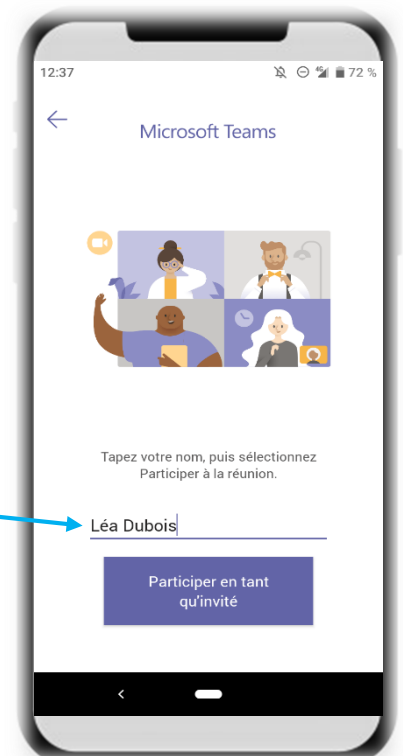 12:37 4G 72 %
Microsoft Teams
Tapez votre nom, puis sélectionnez
Participer à la réunion.
Léa Dubois
Participer en tant
qu'invité